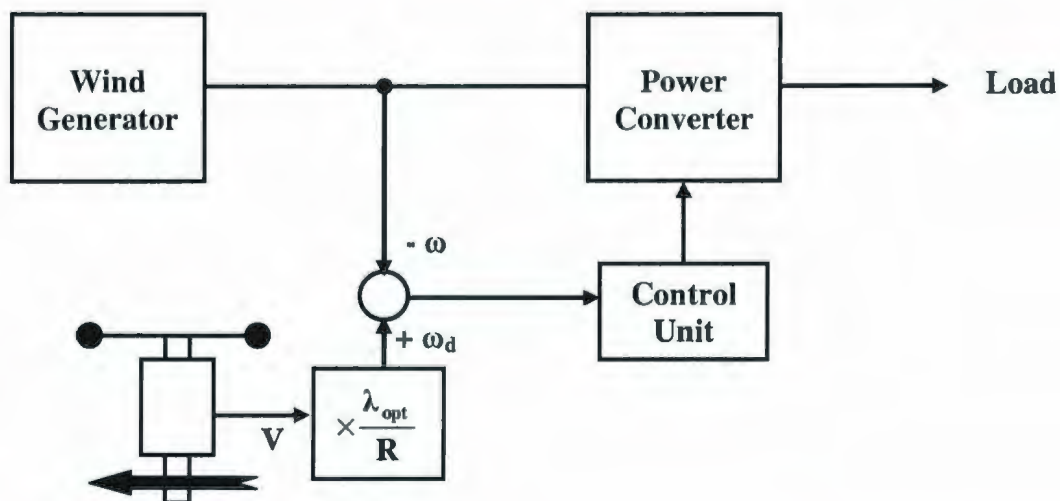 Wind
Generator
Power
Converter
Load
- ω
Control
Unit
+ ω_d
V
× λ_opt / R